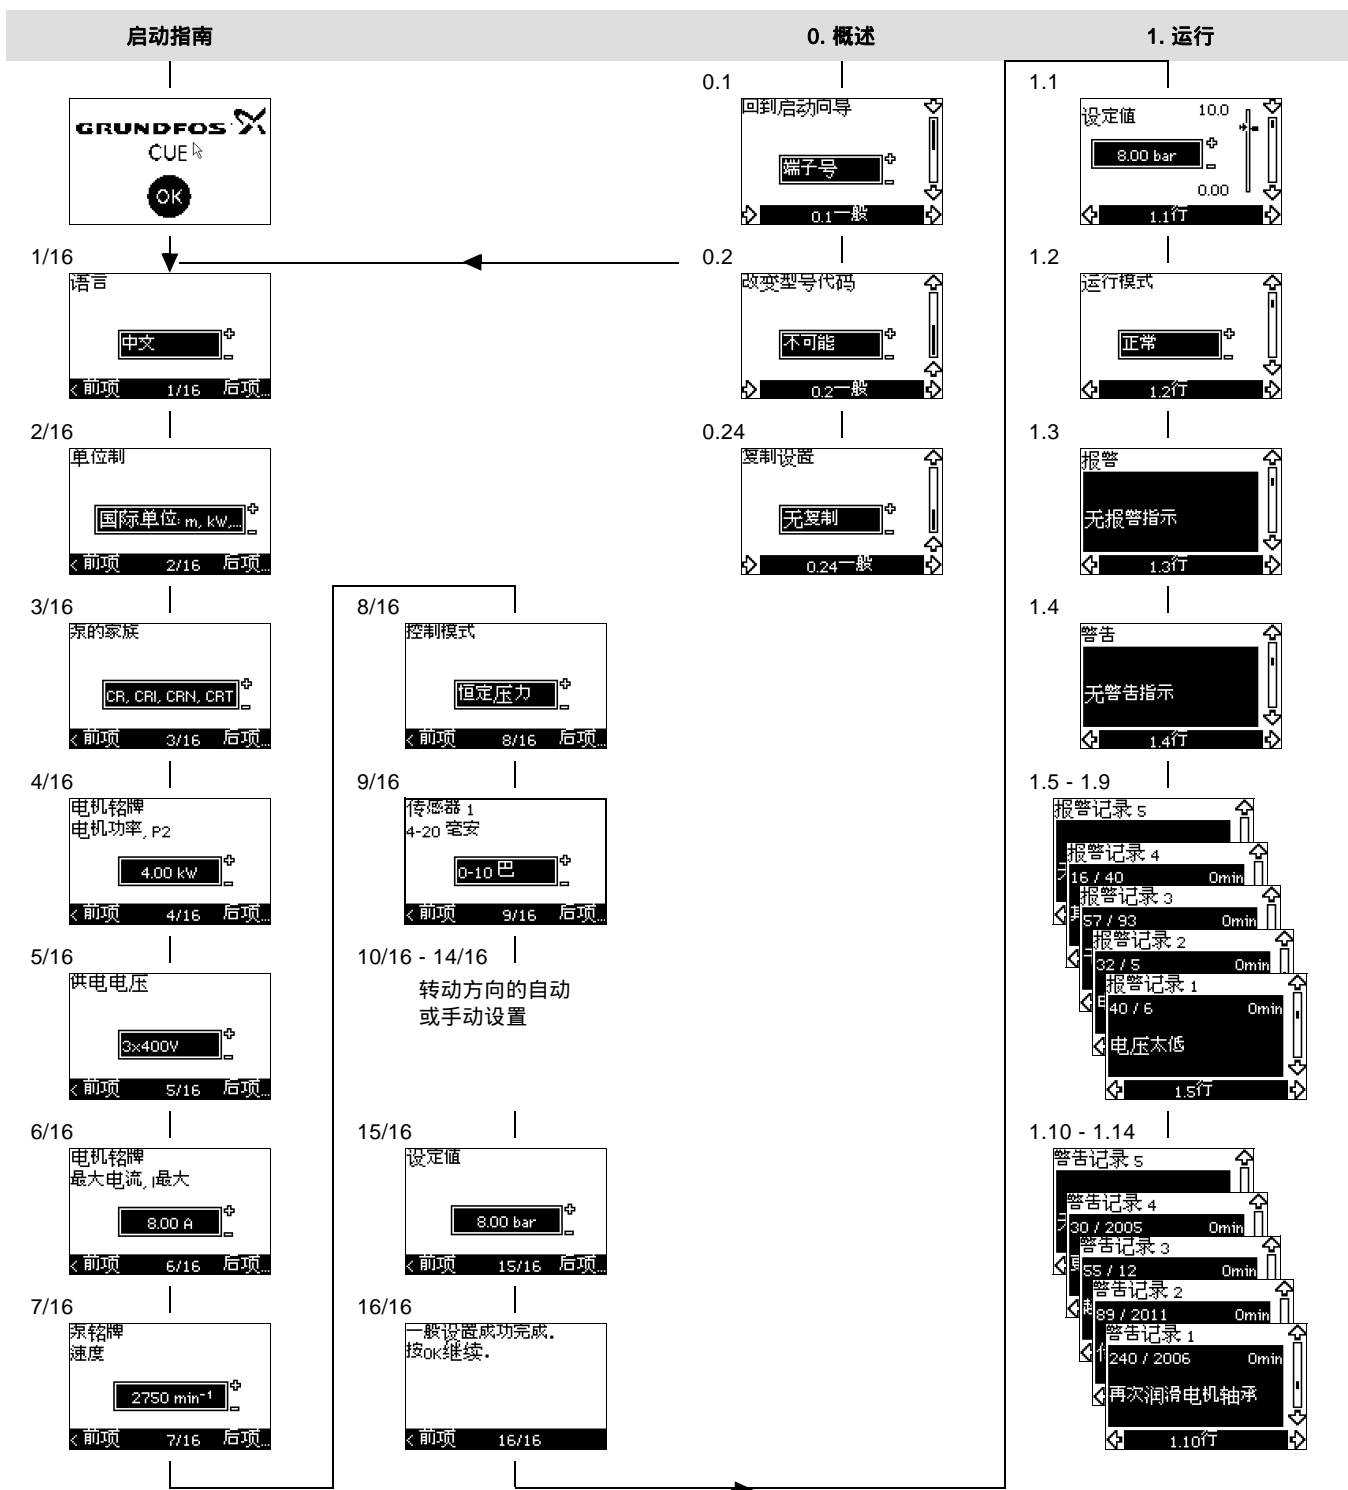 启动指南
0. 概述
1. 运行
GRUNDFOS
CUE
OK
1/16
语言
中文
<前项 1/16 后项...
2/16
单位制
国际单位: m, kW,...
<前项 2/16 后项...
3/16
泵的家族
CR, CRI, CRN, CRT
<前项 3/16 后项...
4/16
电机铭牌
电机功率, P2
4.00 kW
<前项 4/16 后项...
5/16
供电电压
3x400V
<前项 5/16 后项...
6/16
电机铭牌
最大电流, I最大
8.00 A
<前项 6/16 后项...
7/16
泵铭牌
速度
2750 min⁻¹
<前项 7/16 后项...
8/16
控制模式
恒定压力
<前项 8/16 后项...
9/16
传感器 1
4-20 毫安
0-10 巴
<前项 9/16 后项...
10/16 - 14/16
转动方向的自动
或手动设置
15/16
设定值
8.00 bar
<前项 15/16 后项...
16/16
一般设置成功完成.
按OK继续.
<前项 16/16
0.1
回到启动向导
端子号
0.1一般
0.2
改变型号代码
不可能
0.2一般
0.24
复制设置
无复制
0.24一般
1.1
设定值
10.0
8.00 bar
0.00
1.1行
1.2
运行模式
正常
1.2行
1.3
报警
无报警指示
1.3行
1.4
警告
无警告指示
1.4行
1.5 - 1.9
报警记录 5
报警记录 4
16 / 40 0min
报警记录 3
57 / 93 0min
报警记录 2
32 / 5 0min
报警记录 1
40 / 6 0min
电压太低
1.5行
1.10 - 1.14
警告记录 5
警告记录 4
30 / 2005 0min
警告记录 3
55 / 12 0min
警告记录 2
89 / 2011 0min
警告记录 1
240 / 2006 0min
再次润滑电机轴承
1.10行